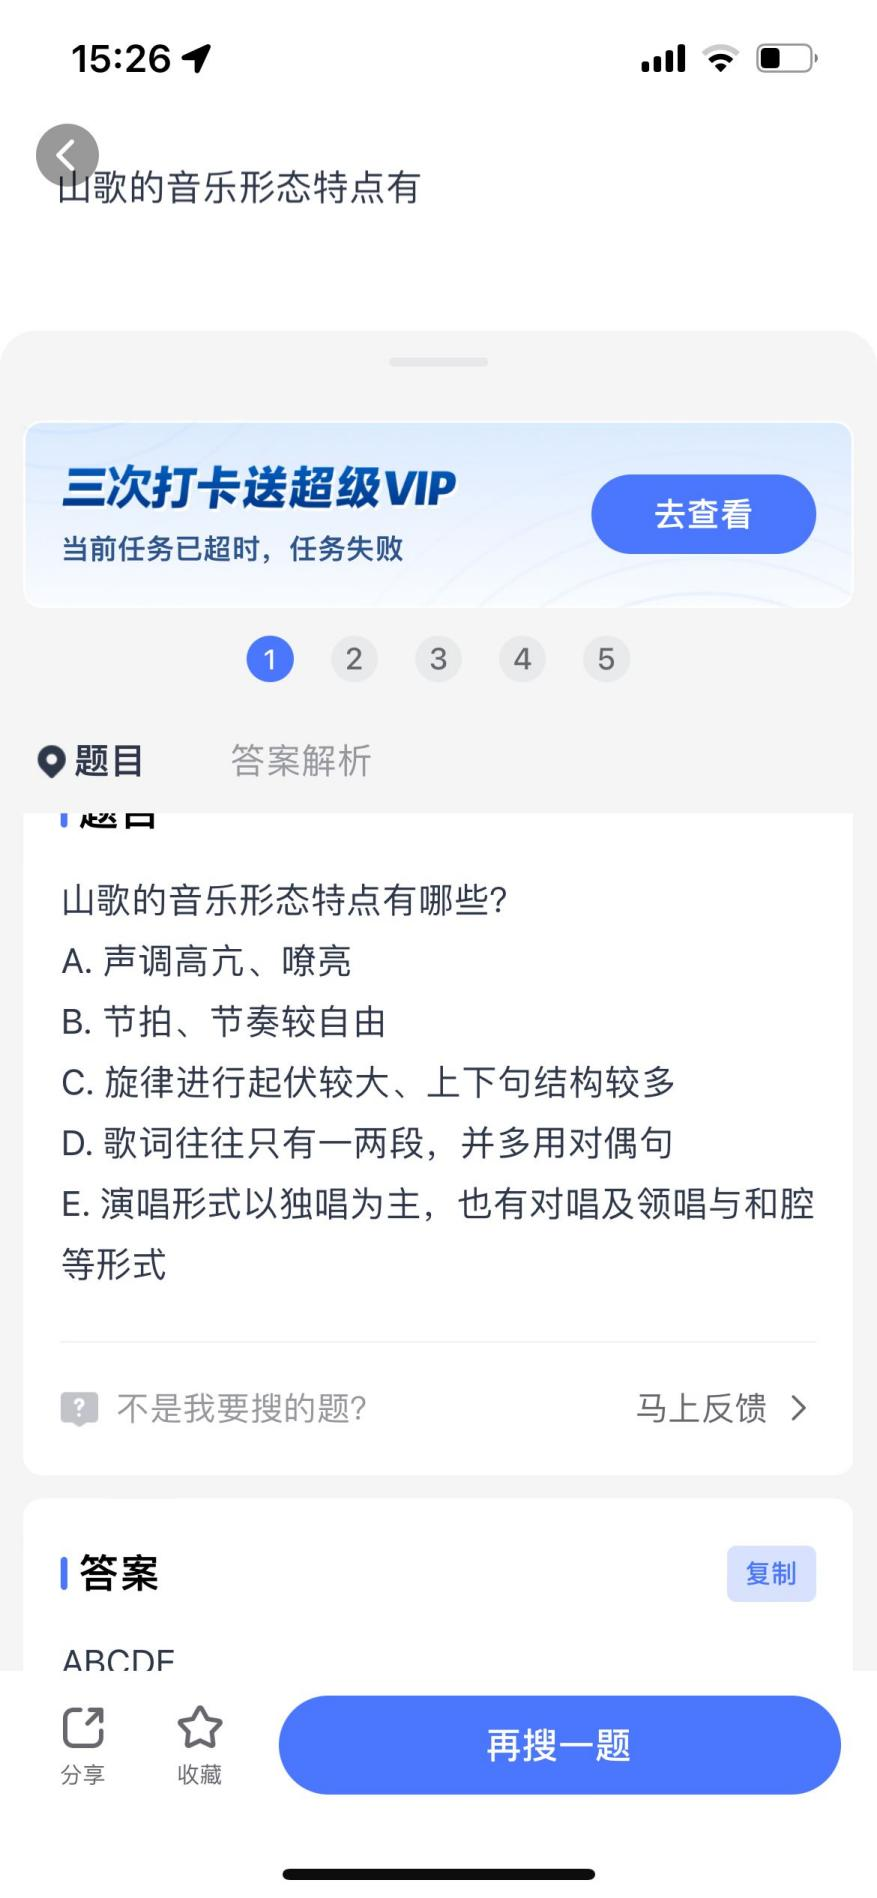 15:26
山歌的音乐形态特点有
三次打卡送超级VIP
当前任务已超时，任务失败
去查看
1 2 3 4 5
题目 答案解析
题目
山歌的音乐形态特点有哪些?
A. 声调高亢、嘹亮
B. 节拍、节奏较自由
C. 旋律进行起伏较大、上下句结构较多
D. 歌词往往只有一两段，并多用对偶句
E. 演唱形式以独唱为主，也有对唱及领唱与和腔
等形式
? 不是我要搜的题? 马上反馈
答案 复制
ABCDE
分享 收藏 再搜一题